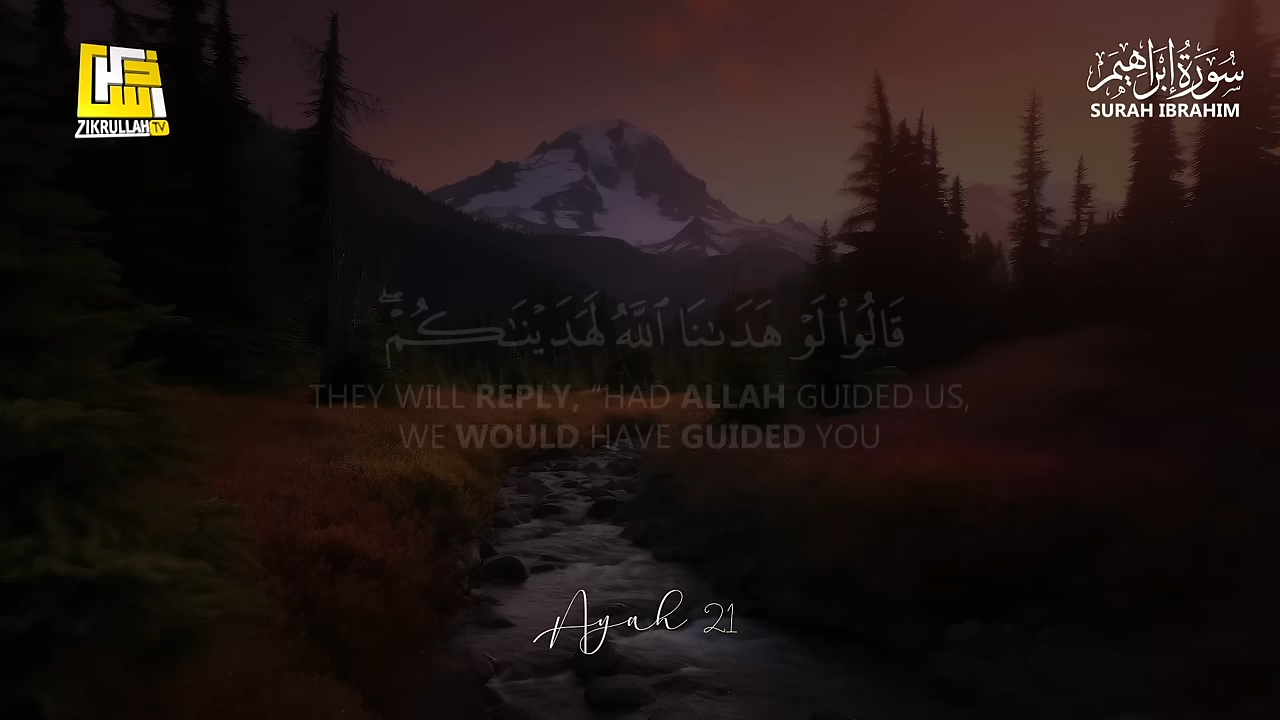 ZIKRULLAH TV
سُورَةُ إِبْرَاهِيم
SURAH IBRAHIM
قَالُوا۟ لَوْ هَدَىٰنَا ٱللَّهُ لَهَدَيْنَـٰكُمْ ۖ
THEY WILL REPLY, “HAD ALLAH GUIDED US,
WE WOULD HAVE GUIDED YOU
Ayah 21